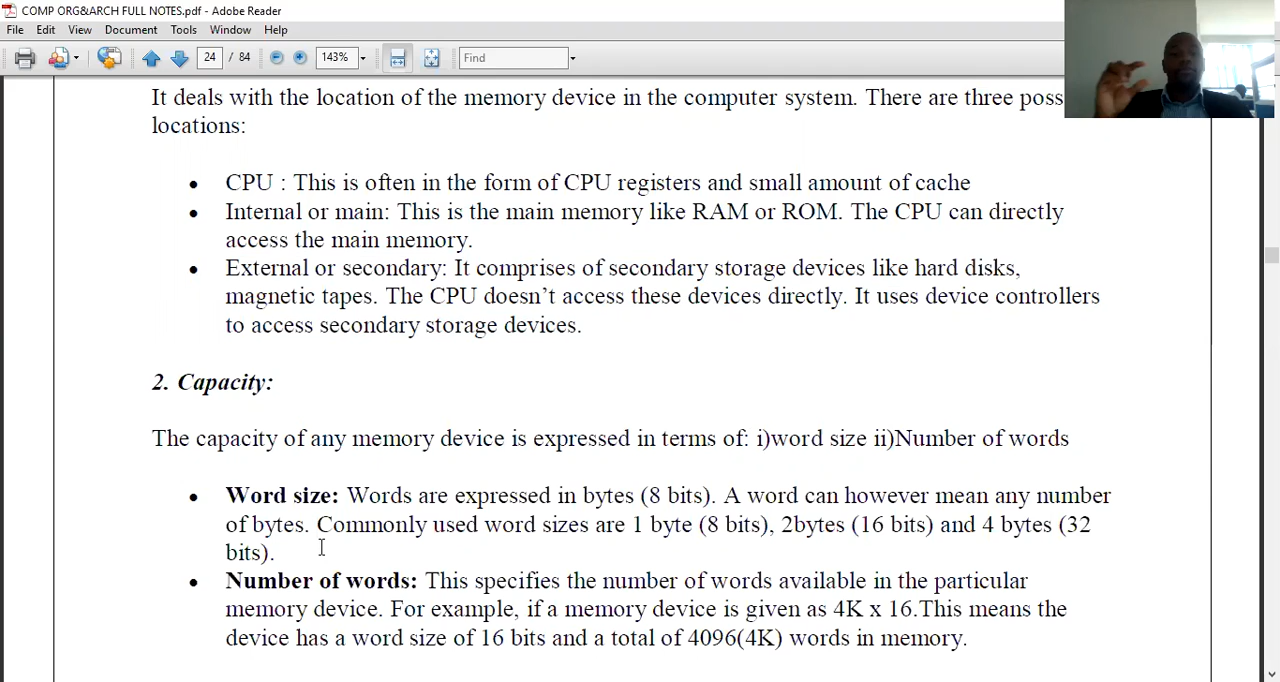 COMP ORG&ARCH FULL NOTES.pdf - Adobe Reader
File Edit View Document Tools Window Help
24 / 84 143% Find
It deals with the location of the memory device in the computer system. There are three poss
locations:
• CPU : This is often in the form of CPU registers and small amount of cache
• Internal or main: This is the main memory like RAM or ROM. The CPU can directly
access the main memory.
• External or secondary: It comprises of secondary storage devices like hard disks,
magnetic tapes. The CPU doesn’t access these devices directly. It uses device controllers
to access secondary storage devices.
2. Capacity:
The capacity of any memory device is expressed in terms of: i)word size ii)Number of words
• Word size: Words are expressed in bytes (8 bits). A word can however mean any number
of bytes. Commonly used word sizes are 1 byte (8 bits), 2bytes (16 bits) and 4 bytes (32
bits).
• Number of words: This specifies the number of words available in the particular
memory device. For example, if a memory device is given as 4K x 16.This means the
device has a word size of 16 bits and a total of 4096(4K) words in memory.